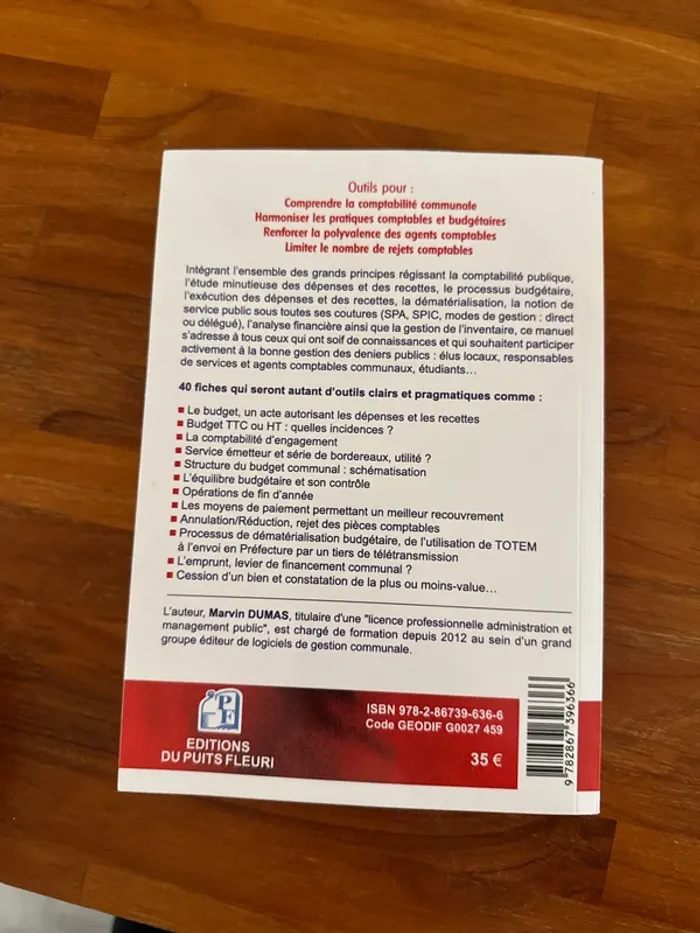 Outils pour :
Comprendre la comptabilité communale
Harmoniser les pratiques comptables et budgétaires
Renforcer la polyvalence des agents comptables
Limiter le nombre de rejets comptables
Intégrant l'ensemble des grands principes régissant la comptabilité publique,
l'étude minutieuse des dépenses et des recettes, le processus budgétaire,
l'exécution des dépenses et des recettes, la dématérialisation, la notion de
service public sous toutes ses coutures (SPA, SPIC, modes de gestion : direct
ou délégué), l'analyse financière ainsi que la gestion de l'inventaire, ce manuel
s'adresse à tous ceux qui ont soif de connaissances et qui souhaitent participer
activement à la bonne gestion des deniers publics : élus locaux, responsables
de services et agents comptables communaux, étudiants...
40 fiches qui seront autant d'outils clairs et pragmatiques comme :
▪ Le budget, un acte autorisant les dépenses et les recettes
▪ Budget TTC ou HT : quelles incidences ?
▪ La comptabilité d'engagement
▪ Service émetteur et série de bordereaux, utilité ?
▪ Structure du budget communal : schématisation
▪ L'équilibre budgétaire et son contrôle
▪ Opérations de fin d'année
▪ Les moyens de paiement permettant un meilleur recouvrement
▪ Annulation/Réduction, rejet des pièces comptables
▪ Processus de dématérialisation budgétaire, de l'utilisation de TOTEM
à l'envoi en Préfecture par un tiers de télétransmission
▪ L'emprunt, levier de financement communal ?
▪ Cession d'un bien et constatation de la plus ou moins-value...
L'auteur, Marvin DUMAS, titulaire d'une "licence professionnelle administration et
management public", est chargé de formation depuis 2012 au sein d'un grand
groupe éditeur de logiciels de gestion communale.
PF
EDITIONS
DU PUITS FLEURI
ISBN 978-2-86739-636-6
Code GEODIF G0027 459
35 €
9 782867 396366